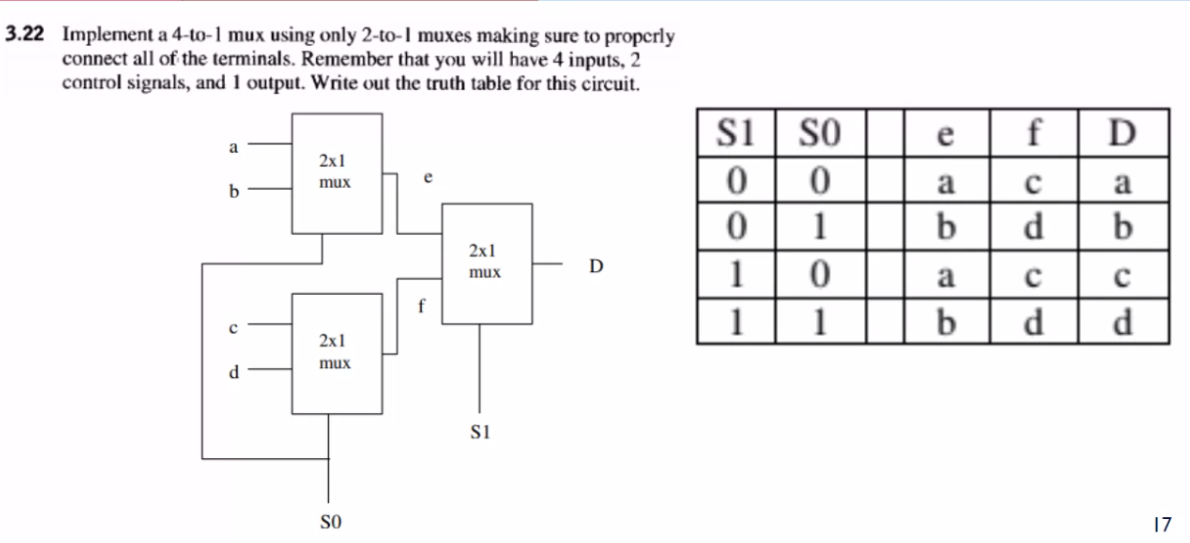 3.22 Implement a 4-to-1 mux using only 2-to-1 muxes making sure to properly
connect all of the terminals. Remember that you will have 4 inputs, 2
control signals, and 1 output. Write out the truth table for this circuit.
a
b
2x1
mux
e
c
d
2x1
mux
f
2x1
mux
D
S1
S0
S1 S0 e f D
0 0 a c a
0 1 b d b
1 0 a c c
1 1 b d d
17